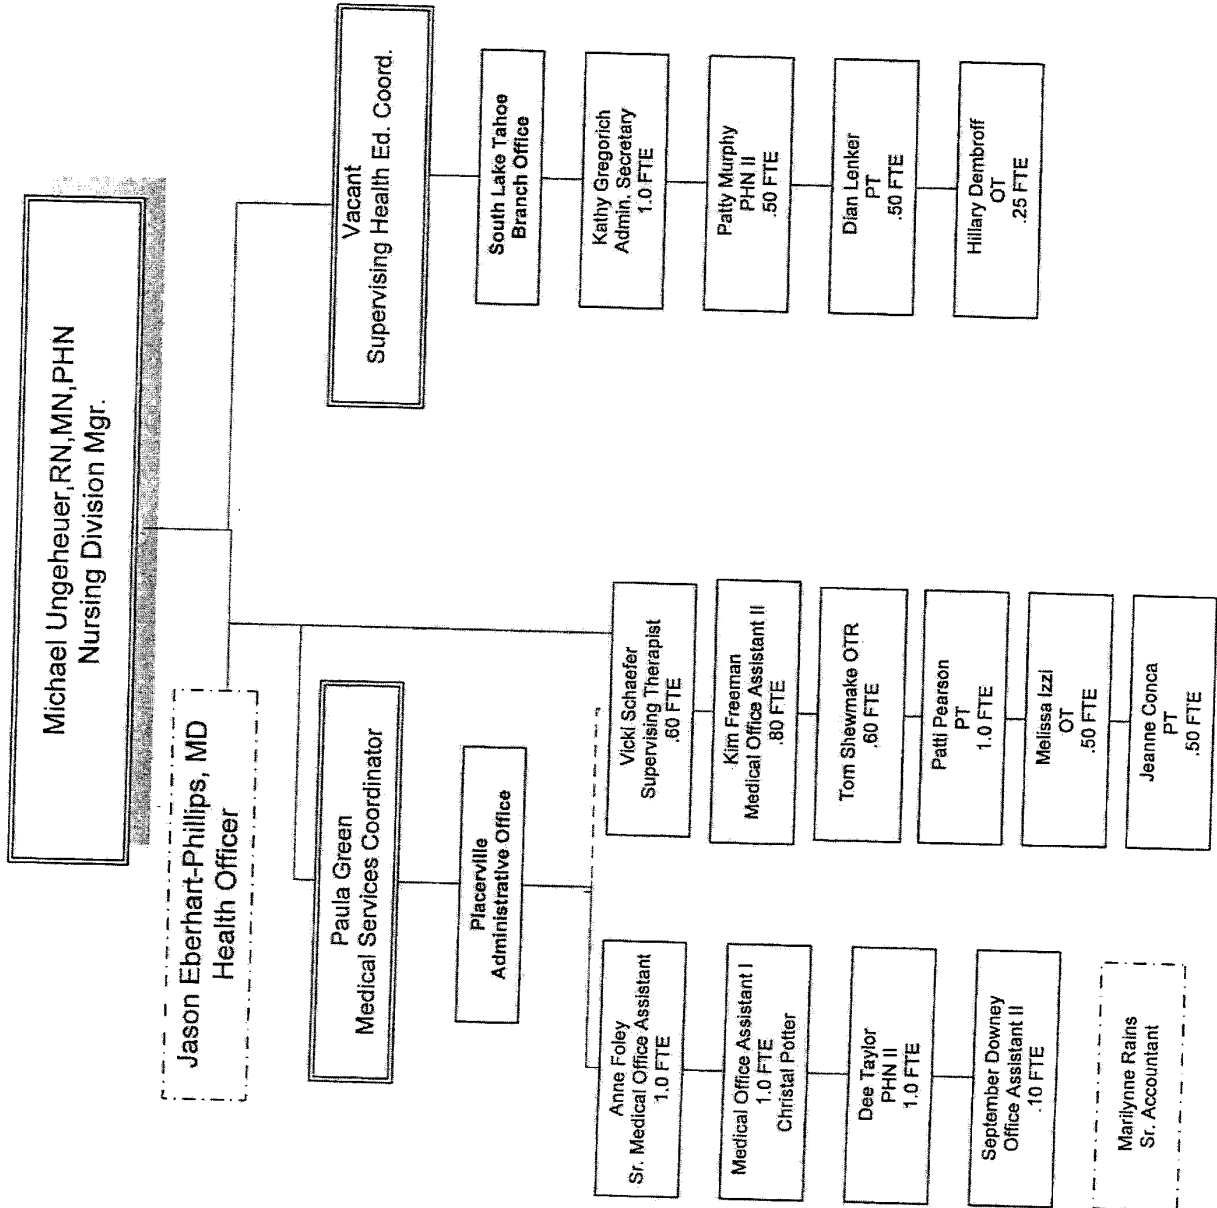 Michael Ungeheuer,RN,MN,PHN
Nursing Division Mgr.
Jason Eberhart-Phillips, MD
Health Officer
Paula Green
Medical Services Coordinator
Placerville
Administrative Office
Anne Foley
Sr. Medical Office Assistant
1.0 FTE
Medical Office Assistant I
1.0 FTE
Christal Potter
Dee Taylor
PHN II
1.0 FTE
September Downey
Office Assistant II
.10 FTE
Marilynne Rains
Sr. Accountant
Vicki Schaefer
Supervising Therapist
.60 FTE
Kim Freeman
Medical Office Assistant II
.80 FTE
Tom Shewmake OTR
.60 FTE
Patti Pearson
PT
1.0 FTE
Melissa Izzi
OT
.50 FTE
Jeanne Conca
PT
.50 FTE
Vacant
Supervising Health Ed. Coord.
South Lake Tahoe
Branch Office
Kathy Gregorich
Admin. Secretary
1.0 FTE
Patty Murphy
PHN II
.50 FTE
Dian Lenker
PT
.50 FTE
Hillary Dembroff
OT
.25 FTE